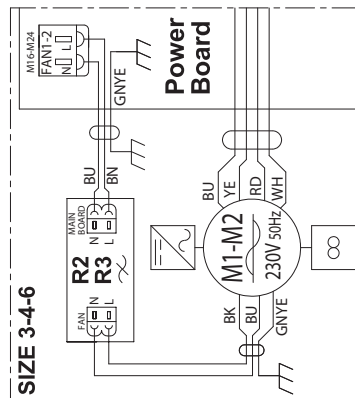 SIZE 3-4-6
M16-M24
FAN1-2
N L
Power
Board
GNYE
BU
BN
MAIN
BOARD
N
L
R2
R3
N
L
FAN
BU
YE
RD
WH
M1-M2
230V 50Hz
BK
BU
GNYE
8